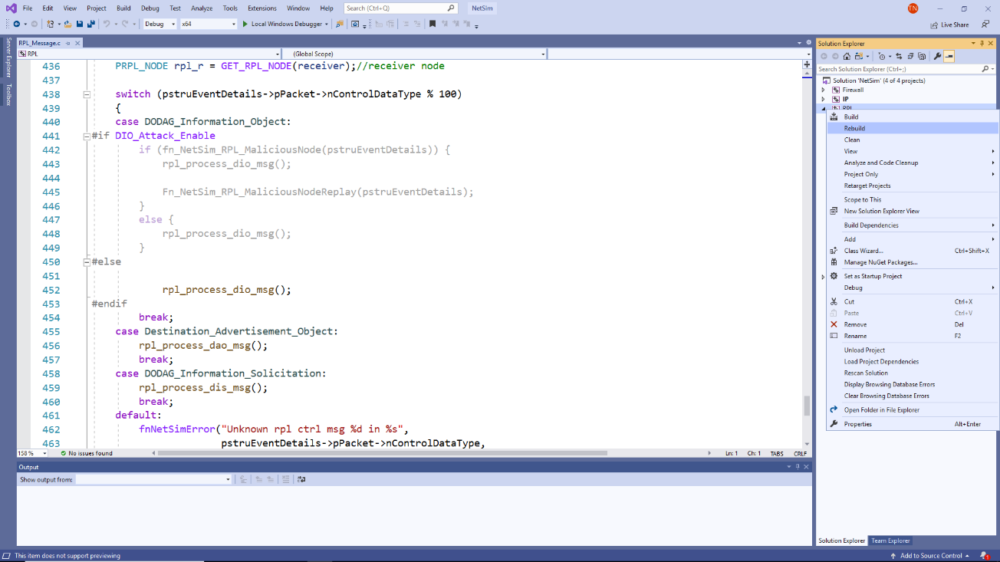 File Edit View Project Build Debug Test Analyze Tools Extensions Window Help Search (Ctrl+Q) NetSim TN
Debug x64 Local Windows Debugger Live Share
Server Explorer
Toolbox
RPL_Message.c
RPL (Global Scope)
436 PRPL_NODE rpl_r = GET_RPL_NODE(receiver);//receiver node
437
438 switch (pstruEventDetails->pPacket->nControlDataType % 100)
439 {
440 case DODAG_Information_Object:
441 #if DIO_Attack_Enable
442 if (fn_NetSim_RPL_MaliciousNode(pstruEventDetails)) {
443 rpl_process_dio_msg();
444
445 Fn_NetSim_RPL_MaliciousNodeReplay(pstruEventDetails);
446 }
447 else {
448 rpl_process_dio_msg();
449 }
450 #else
451
452 rpl_process_dio_msg();
453 #endif
454 break;
455 case Destination_Advertisement_Object:
456 rpl_process_dao_msg();
457 break;
458 case DODAG_Information_Solicitation:
459 rpl_process_dis_msg();
460 break;
461 default:
462 fnNetSimError("Unknown rpl ctrl msg %d in %s",
463 pstruEventDetails->pPacket->nControlDataType,
158 % No issues found Ln: 1 Ch: 1 TABS CRLF
Output
Show output from:
Solution Explorer
Search Solution Explorer (Ctrl+;)
Solution 'NetSim' (4 of 4 projects)
Firewall
IP
RPL
Build
Rebuild
Clean
View
Analyze and Code Cleanup
Project Only
Retarget Projects
Scope to This
New Solution Explorer View
Build Dependencies
Add
Class Wizard... Ctrl+Shift+X
Manage NuGet Packages...
Set as Startup Project
Debug
Cut Ctrl+X
Paste Ctrl+V
Remove Del
Rename F2
Unload Project
Load Project Dependencies
Rescan Solution
Display Browsing Database Errors
Clear Browsing Database Errors
Open Folder in File Explorer
Properties Alt+Enter
Solution Explorer Team Explorer
This item does not support previewing Add to Source Control 1